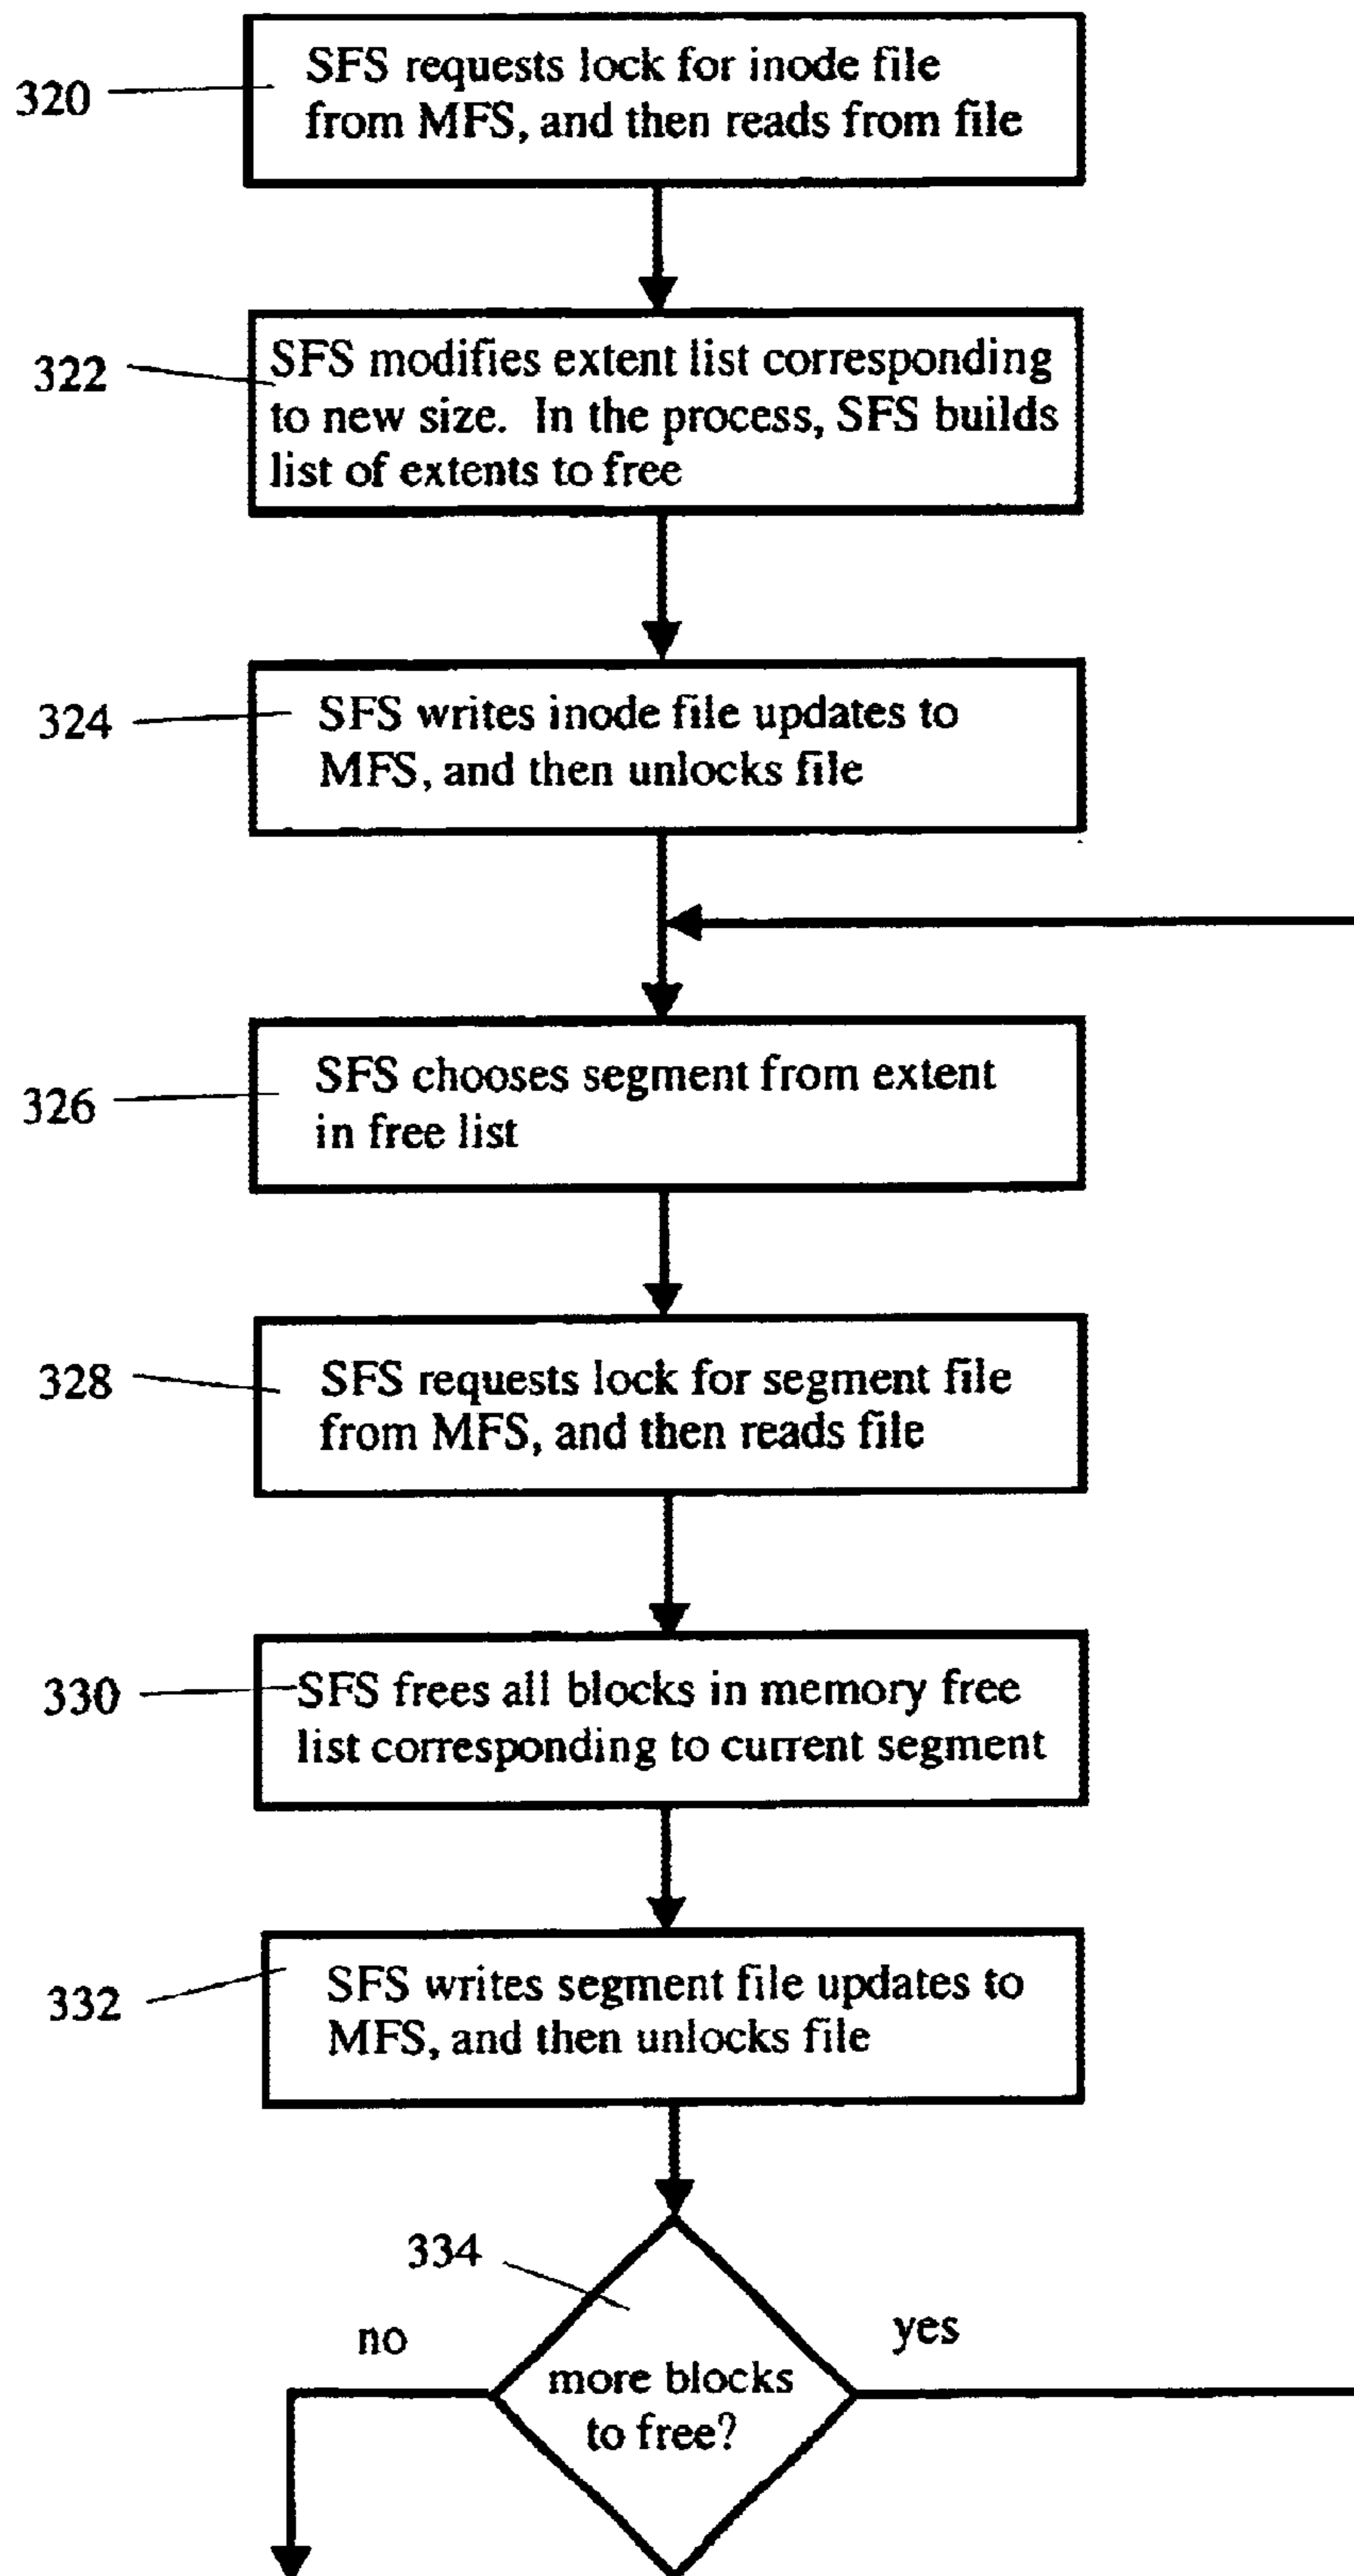 320
SFS requests lock for inode file
from MFS, and then reads from file
322
SFS modifies extent list corresponding
to new size. In the process, SFS builds
list of extents to free
324
SFS writes inode file updates to
MFS, and then unlocks file
326
SFS chooses segment from extent
in free list
328
SFS requests lock for segment file
from MFS, and then reads file
330
SFS frees all blocks in memory free
list corresponding to current segment
332
SFS writes segment file updates to
MFS, and then unlocks file
334
no
yes
more blocks
to free?